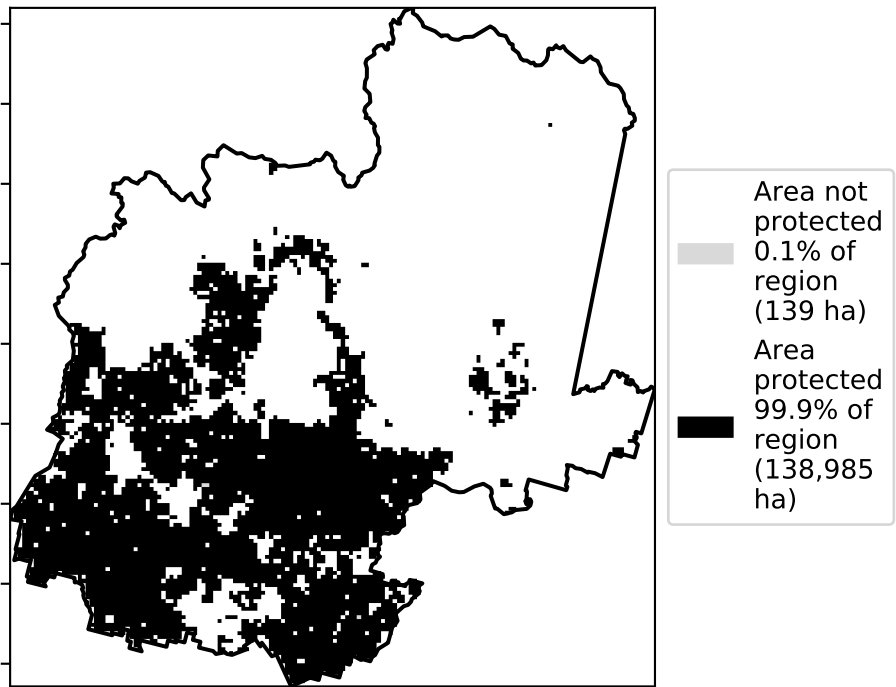 Area not
protected
0.1% of
region
(139 ha)
Area
protected
99.9% of
region
(138,985
ha)